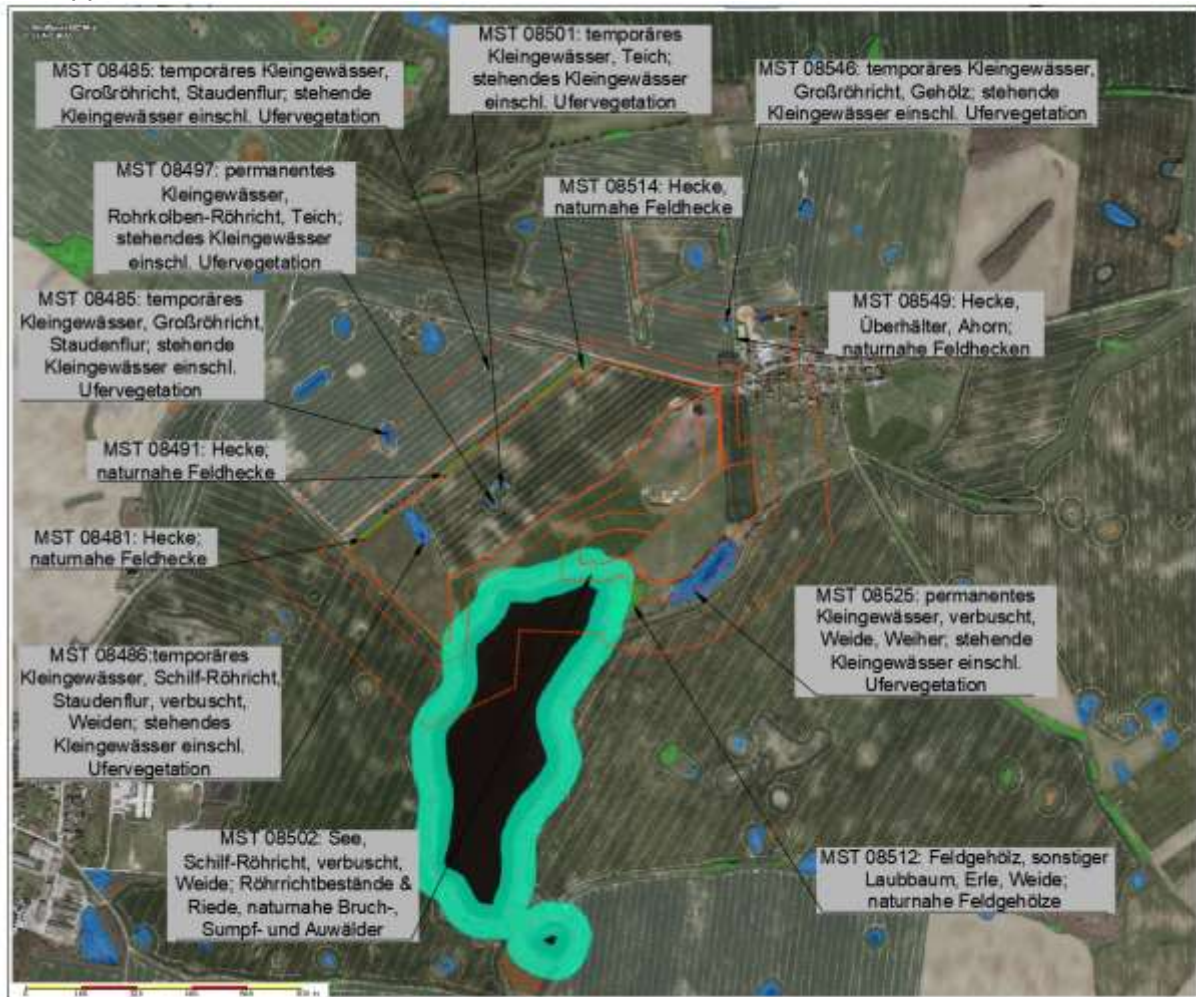 MST 08501: temporäres
Kleingewässer, Teich;
stehendes Kleingewässer
einschl. Ufervegetation
MST 08485: temporäres Kleingewässer,
Großröhricht, Staudenflur; stehende
Kleingewässer einschl. Ufervegetation
MST 08546: temporäres Kleingewässer,
Großröhricht, Gehölz; stehende
Kleingewässer einschl. Ufervegetation
MST 08497: permanentes
Kleingewässer,
Rohrkolben-Röhricht, Teich;
stehendes Kleingewässer
einschl. Ufervegetation
MST 08514: Hecke,
naturnahe Feldhecke
MST 08485: temporäres
Kleingewässer, Großröhricht,
Staudenflur; stehende
Kleingewässer einschl.
Ufervegetation
MST 08549: Hecke,
Überhälter, Ahorn;
naturnahe Feldhecken
MST 08491: Hecke;
naturnahe Feldhecke
MST 08481: Hecke;
naturnahe Feldhecke
MST 08525: permanentes
Kleingewässer, verbuscht,
Weide, Weiher; stehende
Kleingewässer einschl.
Ufervegetation
MST 08486:temporäres
Kleingewässer, Schilf-Röhricht,
Staudenflur, verbuscht,
Weiden; stehendes
Kleingewässer einschl.
Ufervegetation
MST 08502: See,
Schilf-Röhricht, verbuscht,
Weide; Röhrrichtbestände &
Riede, naturnahe Bruch-,
Sumpf- und Auwälder
MST 08512: Feldgehölz, sonstiger
Laubbaum, Erle, Weide;
naturnahe Feldgehölze